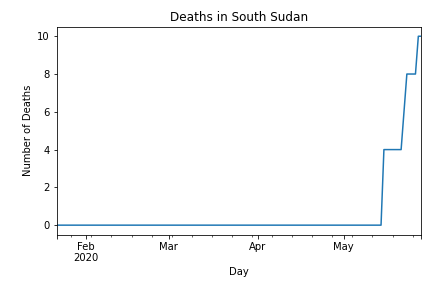 Deaths in South Sudan
10
8
6
4
2
0
Number of Deaths
Feb
2020
Mar
Apr
May
Day